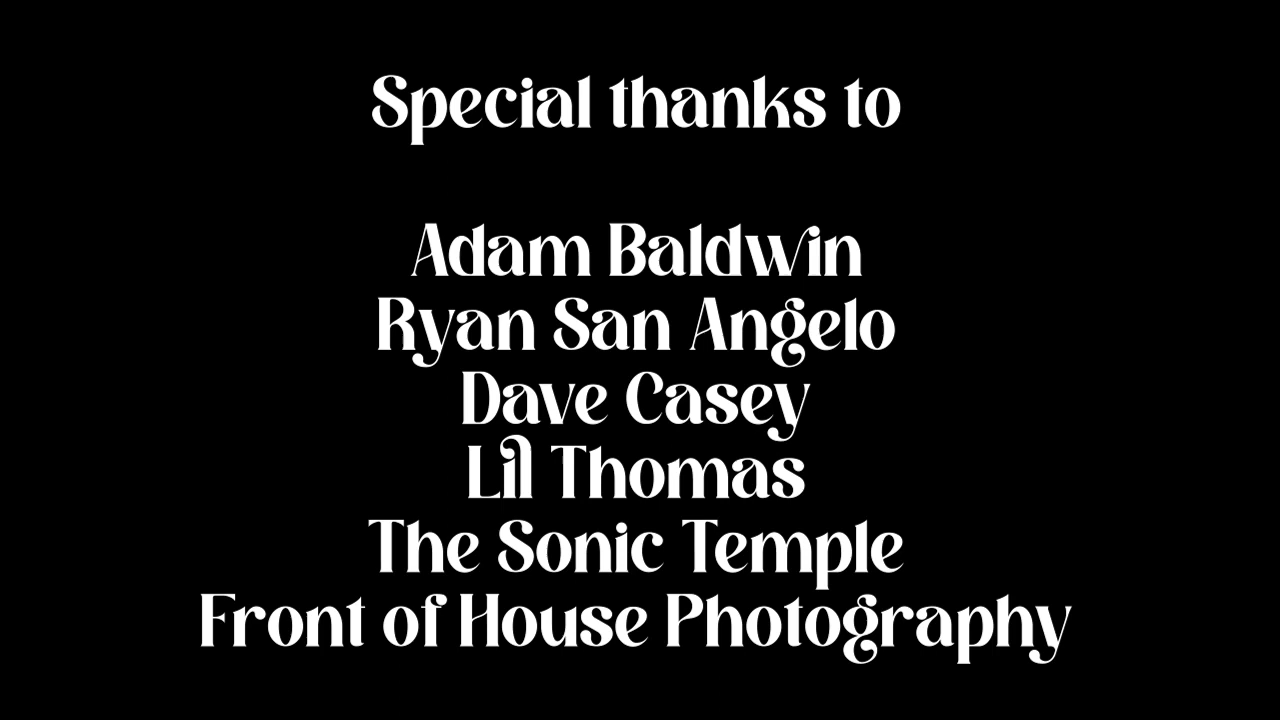 Special thanks to
Adam Baldwin
Ryan San Angelo
Dave Casey
Lil Thomas
The Sonic Temple
Front of House Photography